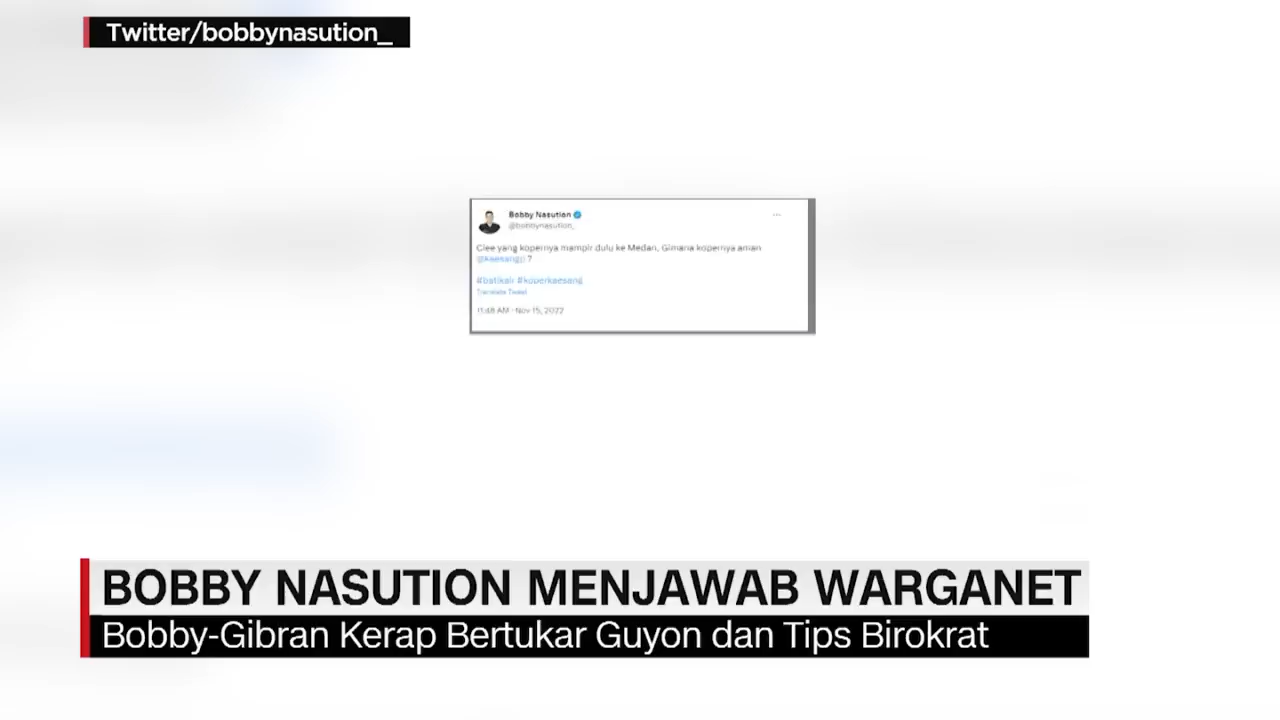 Twitter/bobbynasution_
Bobby Nasution
@bobbynasution_
Ciee yang kopernya mampir dulu ke Medan, Gimana kopernya aman
@kaesangp ?
#batikair #koperkaesang
Translate Tweet
11:48 AM · Nov 15, 2022
BOBBY NASUTION MENJAWAB WARGANET
Bobby-Gibran Kerap Bertukar Guyon dan Tips Birokrat